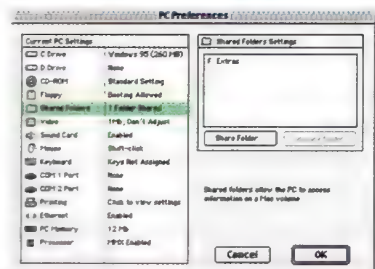 PC Preferences
Current PC Settings
C Drive Windows 95 (260 MB)
D Drive None
CD-ROM Standard Setting
Floppy Booting Allowed
Shared Folders 1 Folder Shared
Video 1Mb, Don't Adjust
Sound Card Enabled
Mouse Shift-click
Keyboard Keys Not Assigned
COM 1 Port None
COM 2 Port None
Printing Click to view settings
Ethernet Enabled
PC Memory 12 Mb
Processor MMX Enabled
Shared Folders Settings
F Extras
Share Folder
Shared folders allow the PC to access
information on a Mac volume
Cancel
OK